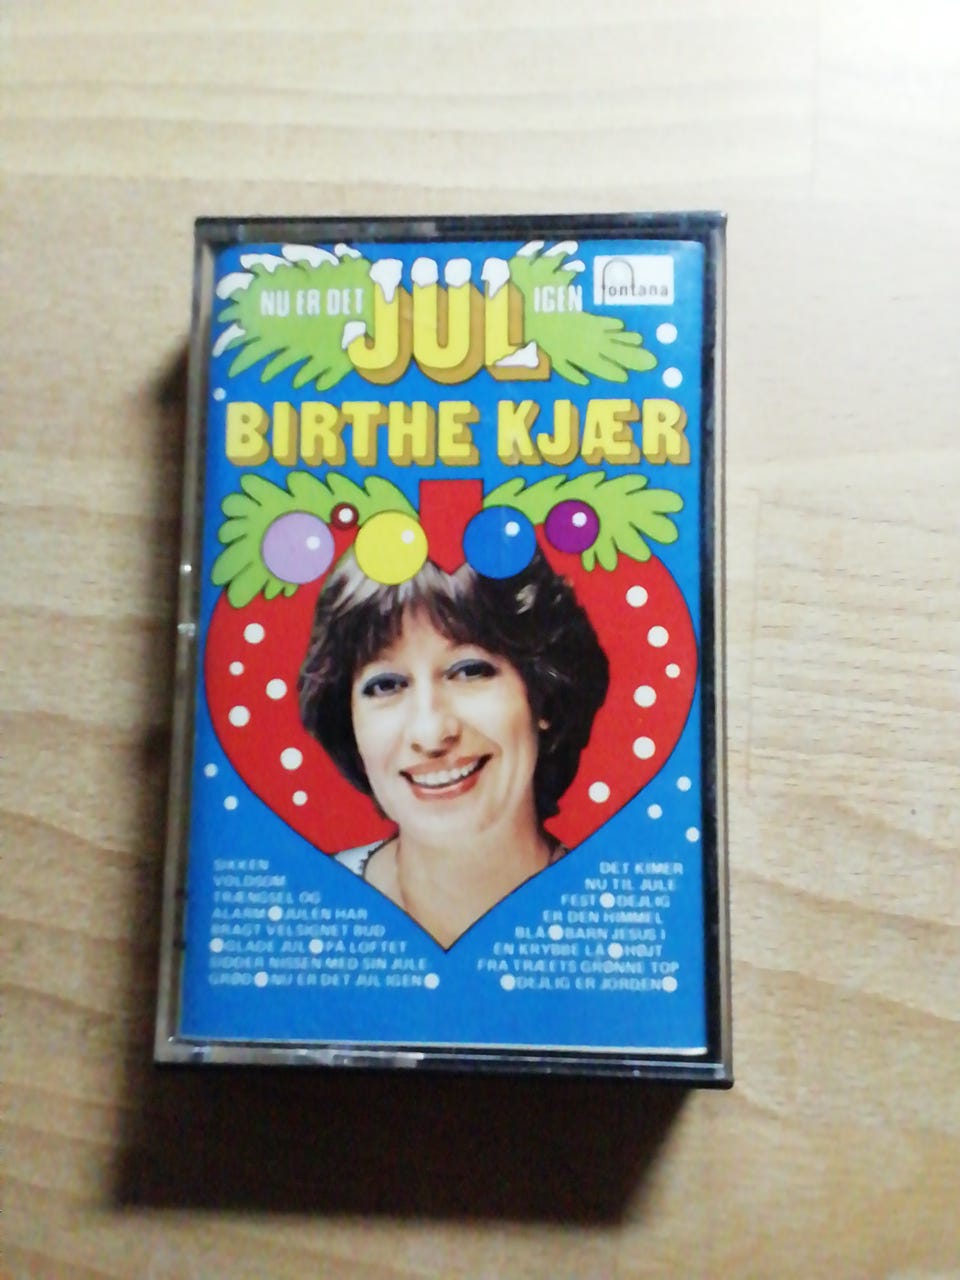 NU ER DET JUL IGEN
fontana
BIRTHE KJÆR
SIKKEN
VOLDSOM
TRÆNGSEL OG
ALARM JULEN HAR
BRAGT VELSIGNET BUD
GLADE JUL PÅ LOFTET
SIDDER NISSEN MED SIN JULE
GRØD NU ER DET JUL IGEN
DET KIMER
NU TIL JULE
FEST DEJLIG
ER DEN HIMMEL
BLÅ BARN JESUS I
EN KRYBBE LÅ HØJT
FRA TRÆETS GRØNNE TOP
DEJLIG ER JORDEN